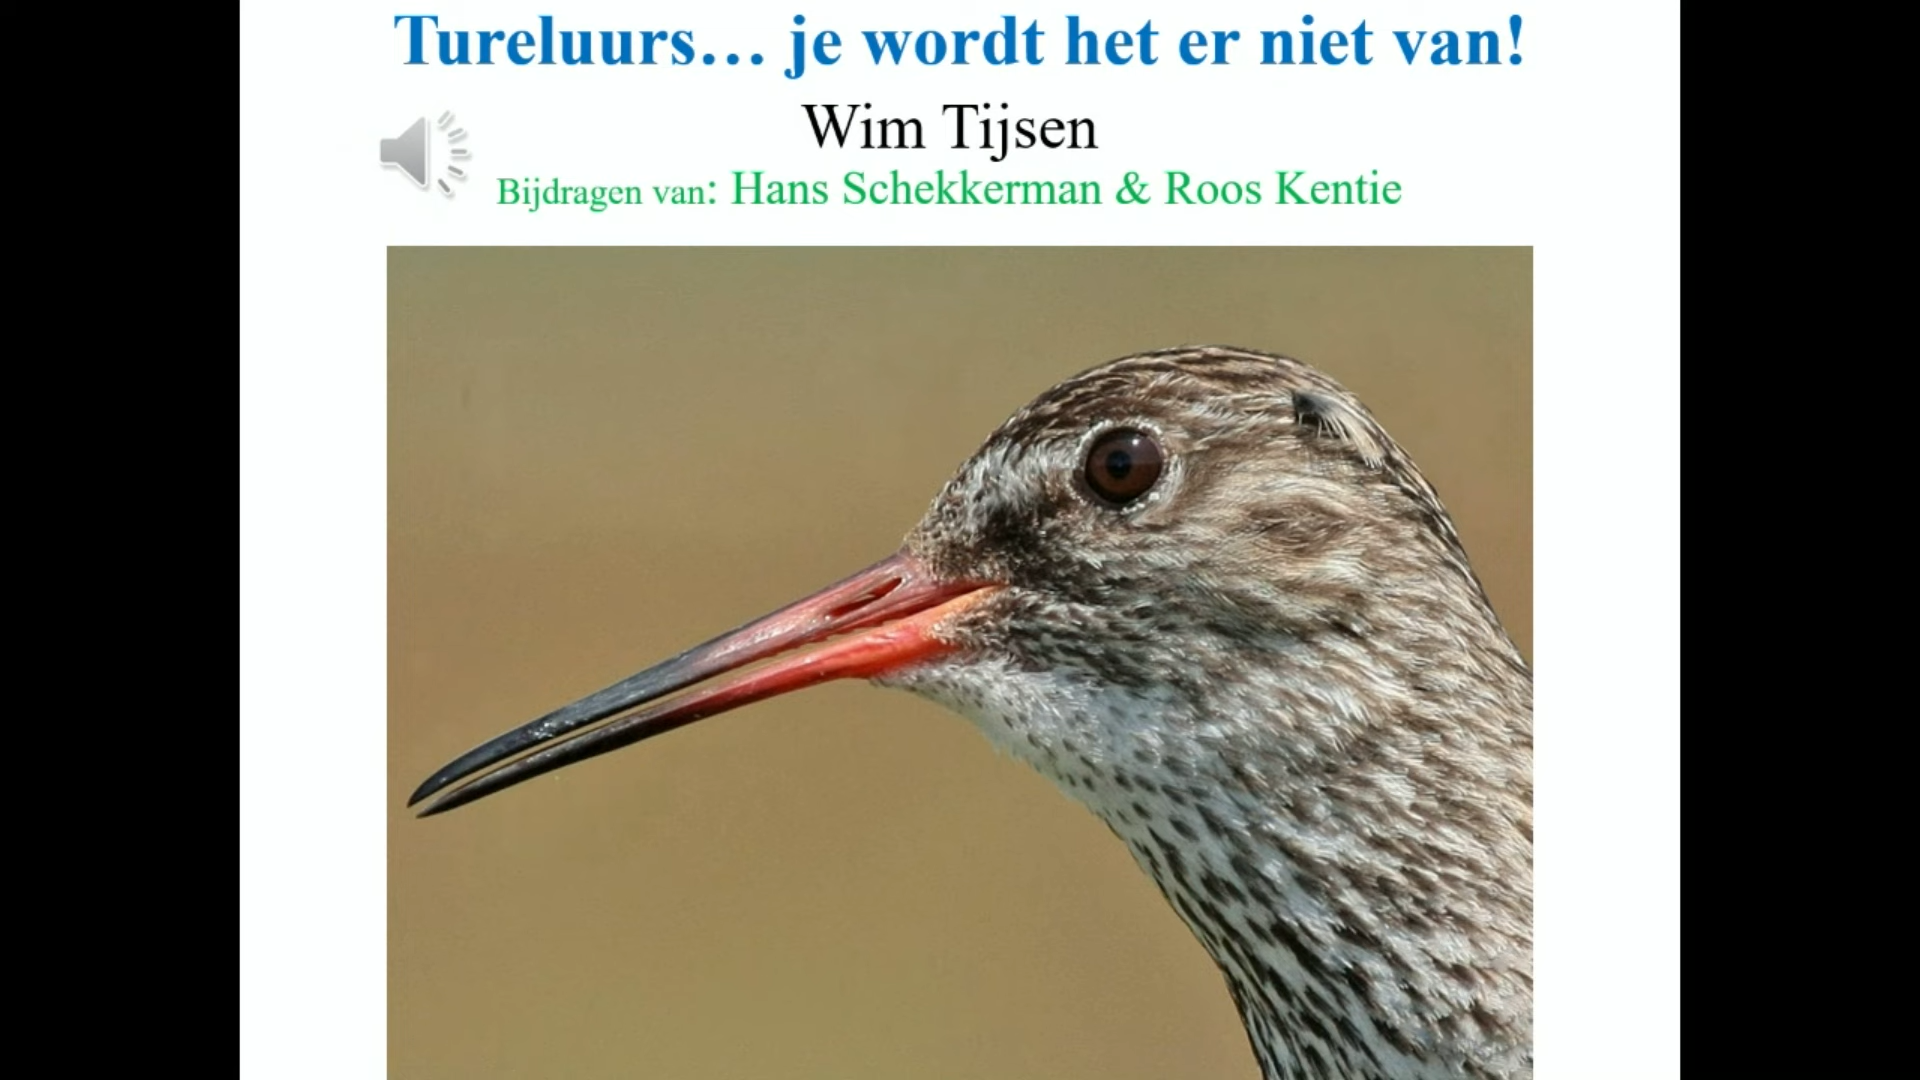 Tureluurs… je wordt het er niet van!
Wim Tijsen
Bijdragen van: Hans Schekkerman & Roos Kentie